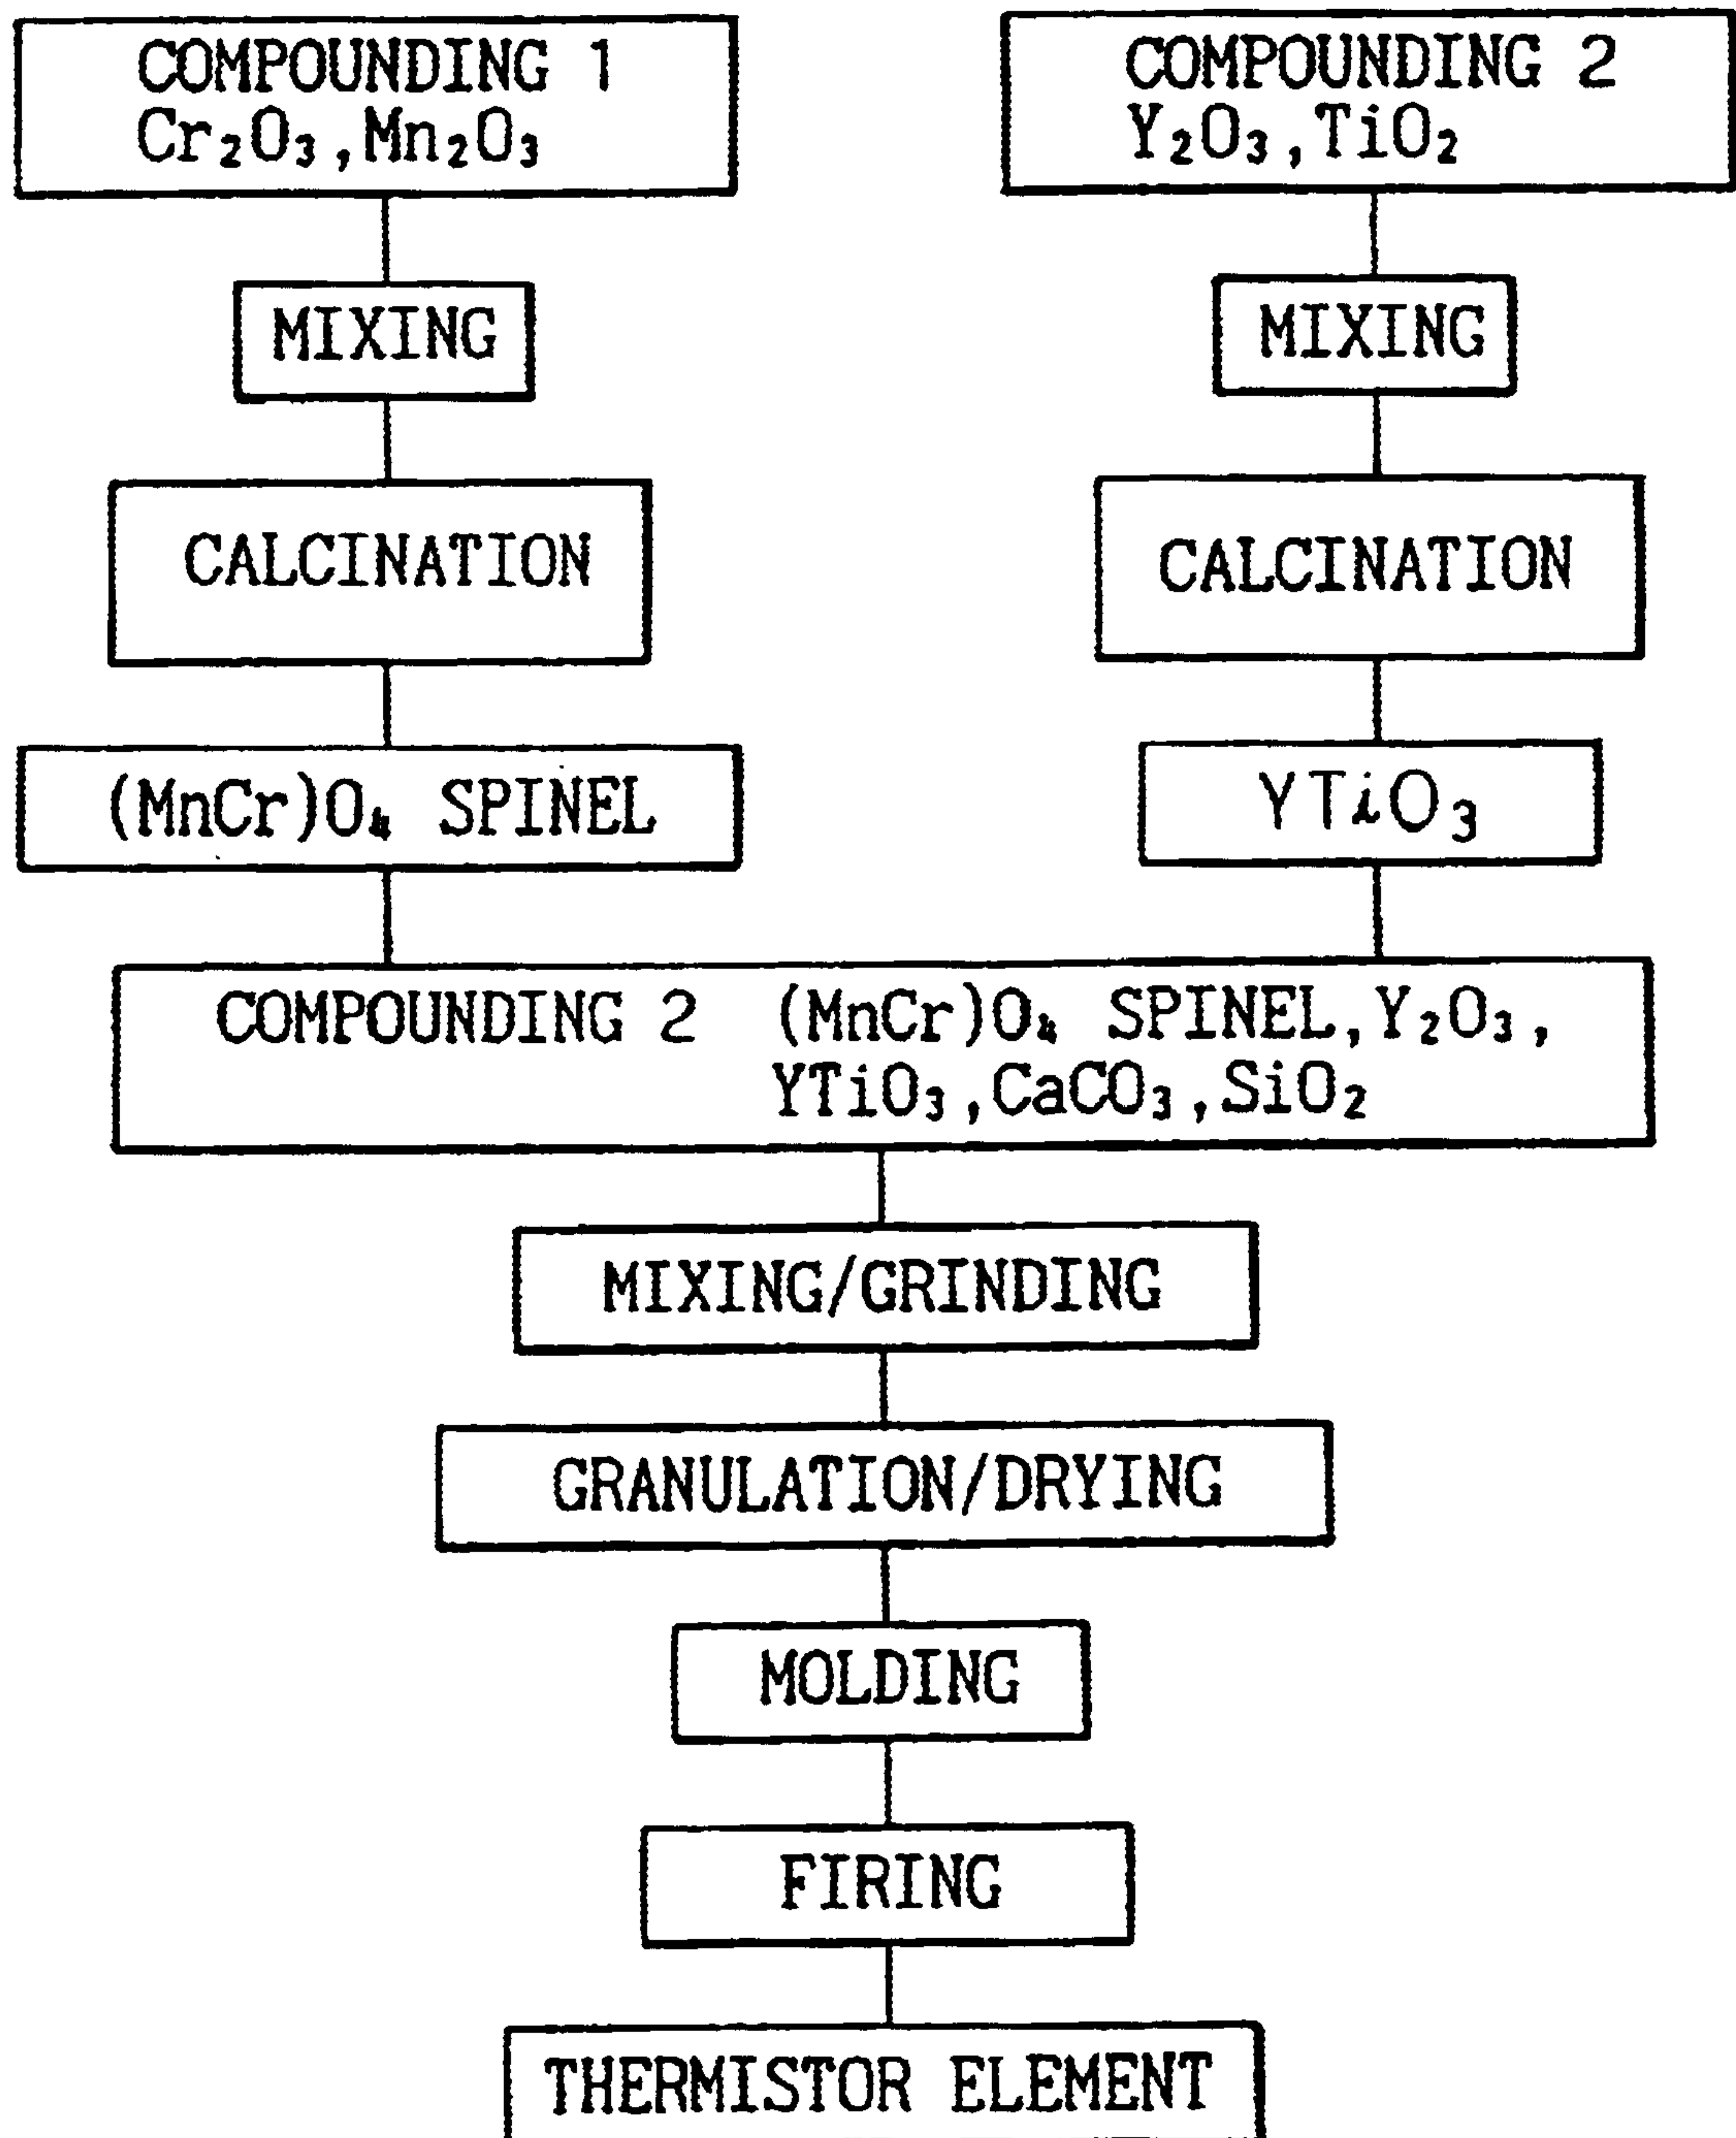 COMPOUNDING 1
Cr₂O₃,Mn₂O₃
COMPOUNDING 2
Y₂O₃,TiO₂
MIXING
MIXING
CALCINATION
CALCINATION
(MnCr)O₄ SPINEL
YTiO₃
COMPOUNDING 2 (MnCr)O₄ SPINEL,Y₂O₃,
YTiO₃,CaCO₃,SiO₂
MIXING/GRINDING
GRANULATION/DRYING
MOLDING
FIRING
THERMISTOR ELEMENT